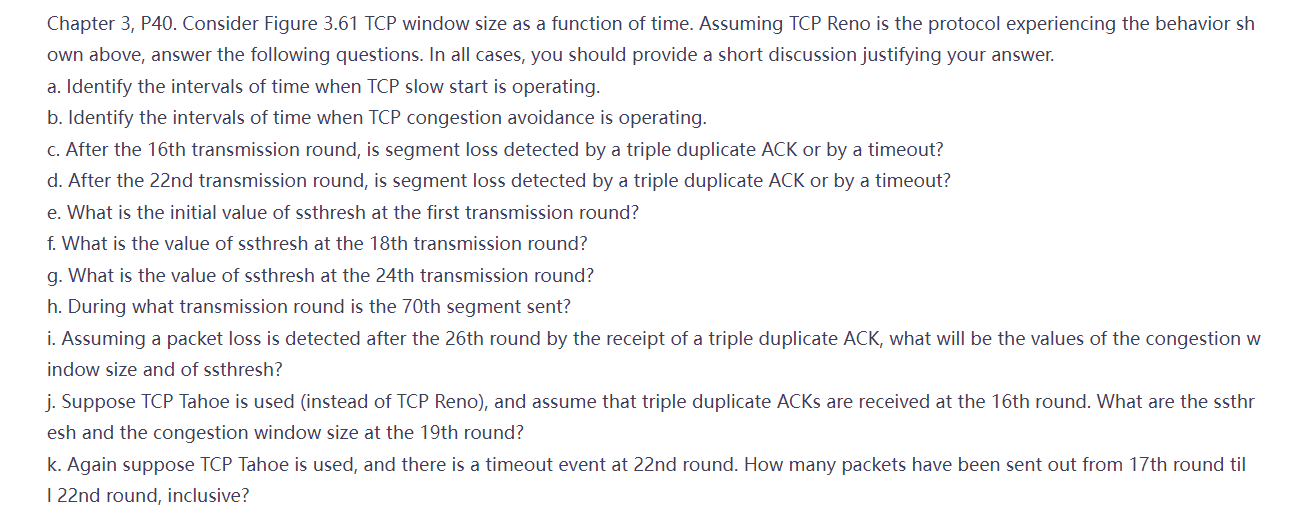 Chapter 3, P40. Consider Figure 3.61 TCP window size as a function of time. Assuming TCP Reno is the protocol experiencing the behavior sh
own above, answer the following questions. In all cases, you should provide a short discussion justifying your answer.
a. Identify the intervals of time when TCP slow start is operating.
b. Identify the intervals of time when TCP congestion avoidance is operating.
c. After the 16th transmission round, is segment loss detected by a triple duplicate ACK or by a timeout?
d. After the 22nd transmission round, is segment loss detected by a triple duplicate ACK or by a timeout?
e. What is the initial value of ssthresh at the first transmission round?
f. What is the value of ssthresh at the 18th transmission round?
g. What is the value of ssthresh at the 24th transmission round?
h. During what transmission round is the 70th segment sent?
i. Assuming a packet loss is detected after the 26th round by the receipt of a triple duplicate ACK, what will be the values of the congestion w
indow size and of ssthresh?
j. Suppose TCP Tahoe is used (instead of TCP Reno), and assume that triple duplicate ACKs are received at the 16th round. What are the ssthr
esh and the congestion window size at the 19th round?
k. Again suppose TCP Tahoe is used, and there is a timeout event at 22nd round. How many packets have been sent out from 17th round til
l 22nd round, inclusive?